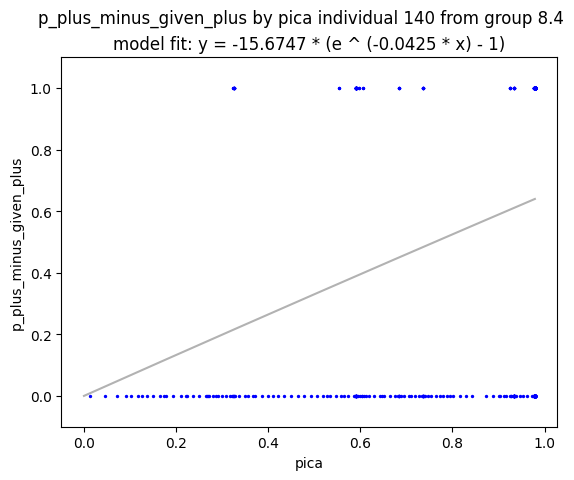 p_plus_minus_given_plus by pica individual 140 from group 8.4
model fit: y = -15.6747 * (e ^ (-0.0425 * x) - 1)
p_plus_minus_given_plus
1.0
0.8
0.6
0.4
0.2
0.0
0.0 0.2 0.4 0.6 0.8 1.0
pica